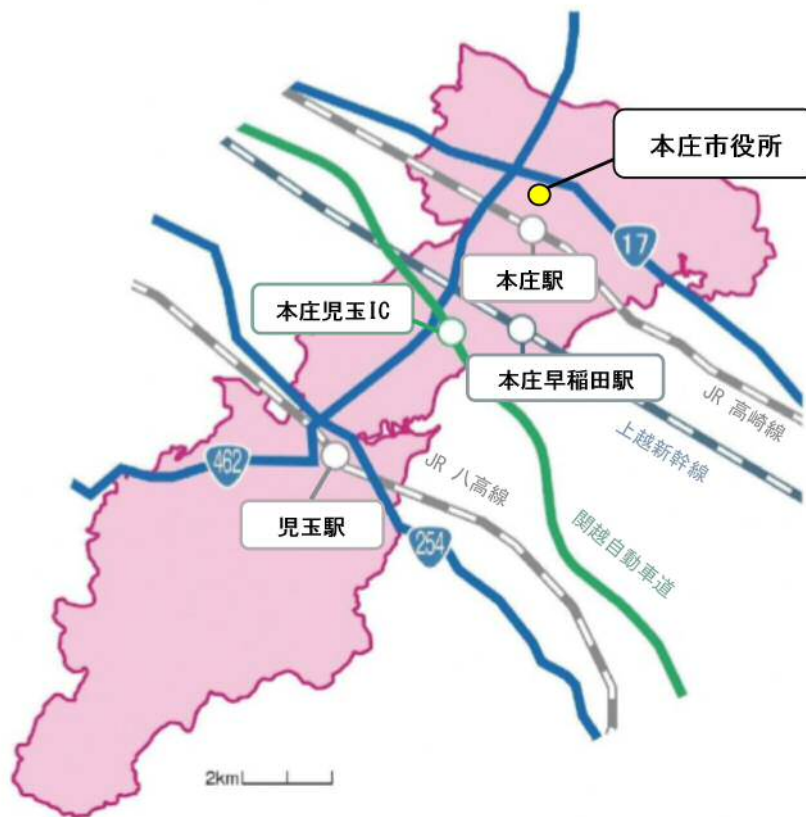 本庄市役所
17
本庄駅
本庄児玉IC
本庄早稲田駅
JR 高崎線
上越新幹線
462
JR 八高線
児玉駅
254
関越自動車道
2km